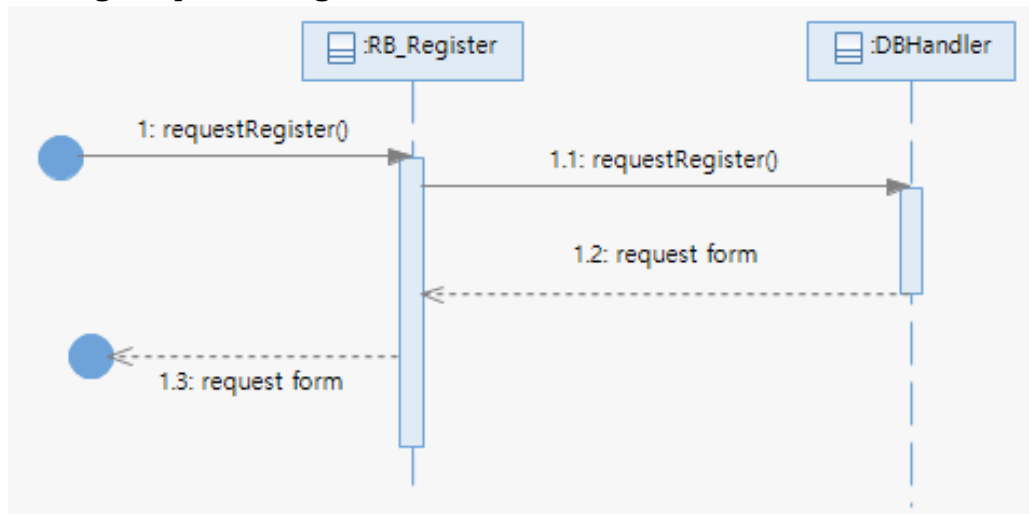 :RB_Register
:DBHandler
1: requestRegister()
1.1: requestRegister()
1.2: request form
1.3: request form